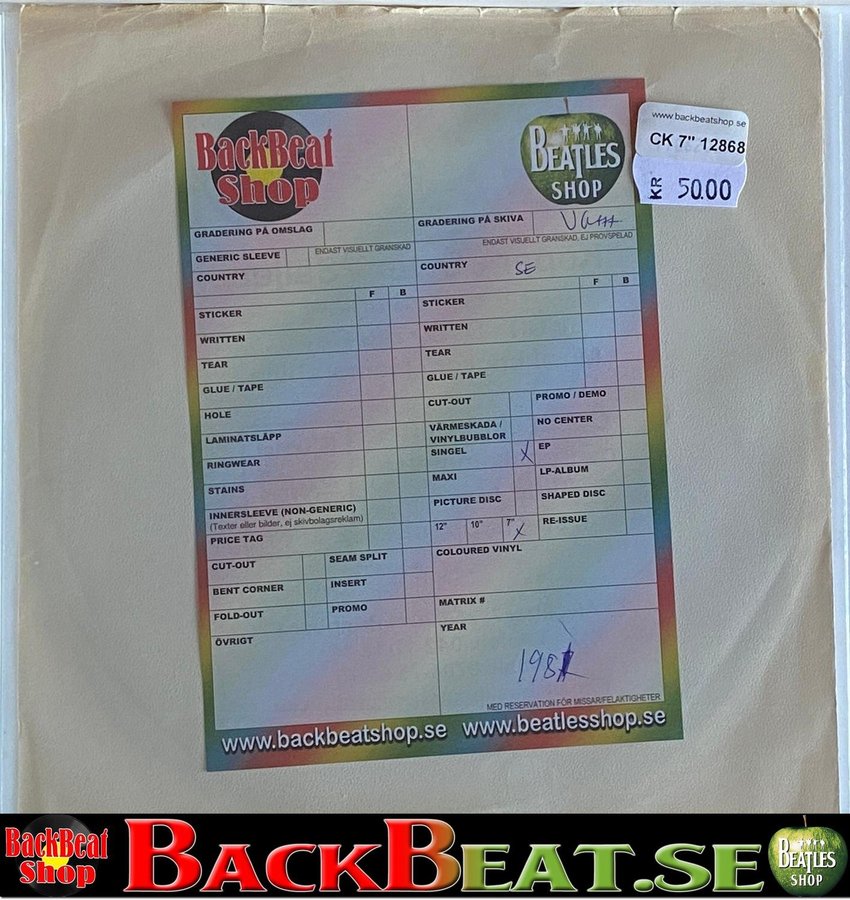 BackBeat
Shop
BEATLES
SHOP
www.backbeatshop.se
CK 7" 12868
KR 50.00
GRADERING PÅ OMSLAG
ENDAST VISUELLT GRANSKAD
GENERIC SLEEVE
COUNTRY
F B
STICKER
WRITTEN
TEAR
GLUE / TAPE
HOLE
LAMINATSLÄPP
RINGWEAR
STAINS
INNERSLEEVE (NON-GENERIC)
(Texter eller bilder, ej skivbolagsreklam)
PRICE TAG
CUT-OUT
SEAM SPLIT
BENT CORNER
INSERT
FOLD-OUT
PROMO
ÖVRIGT
GRADERING PÅ SKIVA
ENDAST VISUELLT GRANSKAD, EJ PROVSPELAD
COUNTRY SE
F B
STICKER
WRITTEN
TEAR
GLUE / TAPE
CUT-OUT
PROMO / DEMO
VÄRMESKADA /
VINYLBUBBLOR
NO CENTER
SINGEL X
EP
MAXI
LP-ALBUM
PICTURE DISC
SHAPED DISC
12" 10" 7" X
RE-ISSUE
COLOURED VINYL
MATRIX #
YEAR
MED RESERVATION FÖR MISSAR/FELAKTIGHETER
www.backbeatshop.se www.beatlesshop.se
BackBeat
Shop
BACKBEAT.SE
BEATLES
SHOP